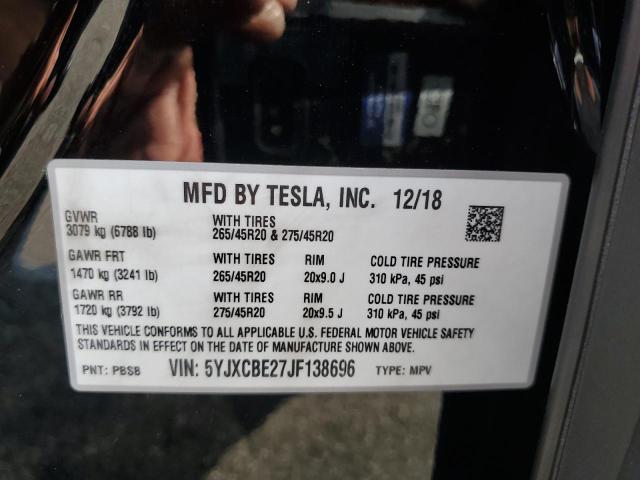 MFD BY TESLA, INC. 12/18
GVWR
3079 kg (6788 lb)
WITH TIRES
265/45R20 & 275/45R20
GAWR FRT
1470 kg (3241 lb)
WITH TIRES
265/45R20
RIM
20x9.0 J
COLD TIRE PRESSURE
310 kPa, 45 psi
GAWR RR
1720 kg (3792 lb)
WITH TIRES
275/45R20
RIM
20x9.5 J
COLD TIRE PRESSURE
310 kPa, 45 psi
THIS VEHICLE CONFORMS TO ALL APPLICABLE U.S. FEDERAL MOTOR VEHICLE SAFETY
STANDARDS IN EFFECT ON THE DATE OF MANUFACTURE SHOWN ABOVE.
PNT: PBSB VIN: 5YJXCBE27JF138696 TYPE: MPV